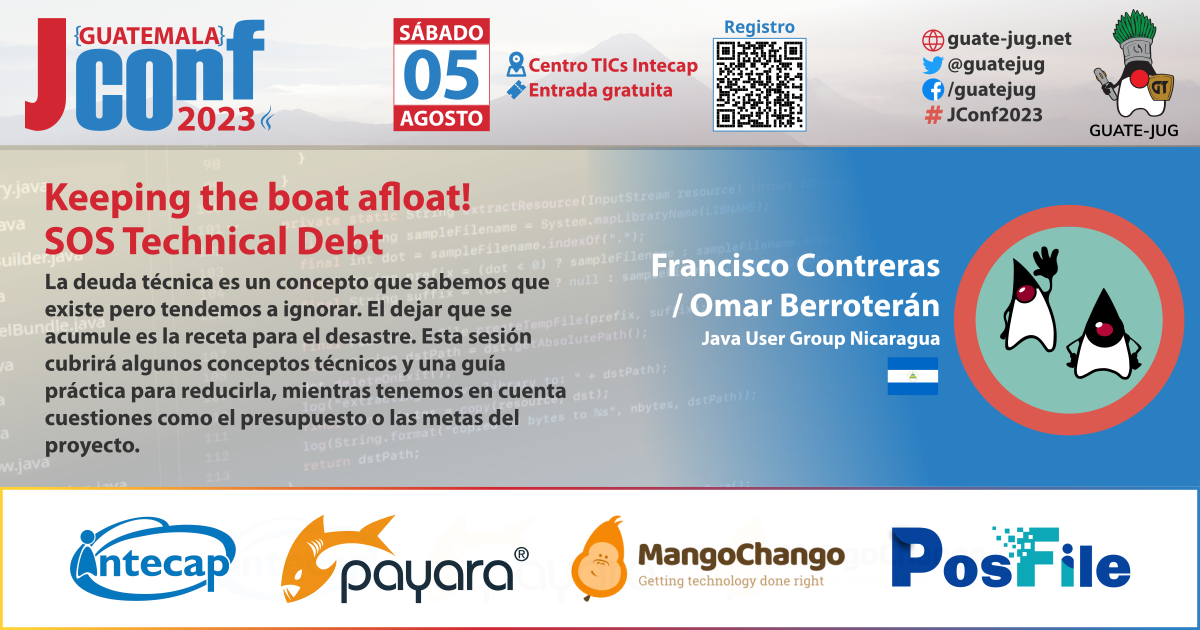 J {GUATEMALA}
conf
2023
SÁBADO
05
AGOSTO
Centro TICs Intecap
Entrada gratuita
Registro
guate-jug.net
@guatejug
/guatejug
# JConf2023
GT
GUATE-JUG
Keeping the boat afloat!
SOS Technical Debt
La deuda técnica es un concepto que sabemos que
existe pero tendemos a ignorar. El dejar que se
acumule es la receta para el desastre. Esta sesión
cubrirá algunos conceptos técnicos y una guía
práctica para reducirla, mientras tenemos en cuenta
cuestiones como el presupuesto o las metas del
proyecto.
Francisco Contreras
/ Omar Berroterán
Java User Group Nicaragua
intecap
payara®
MangoChango
Getting technology done right
PosFile